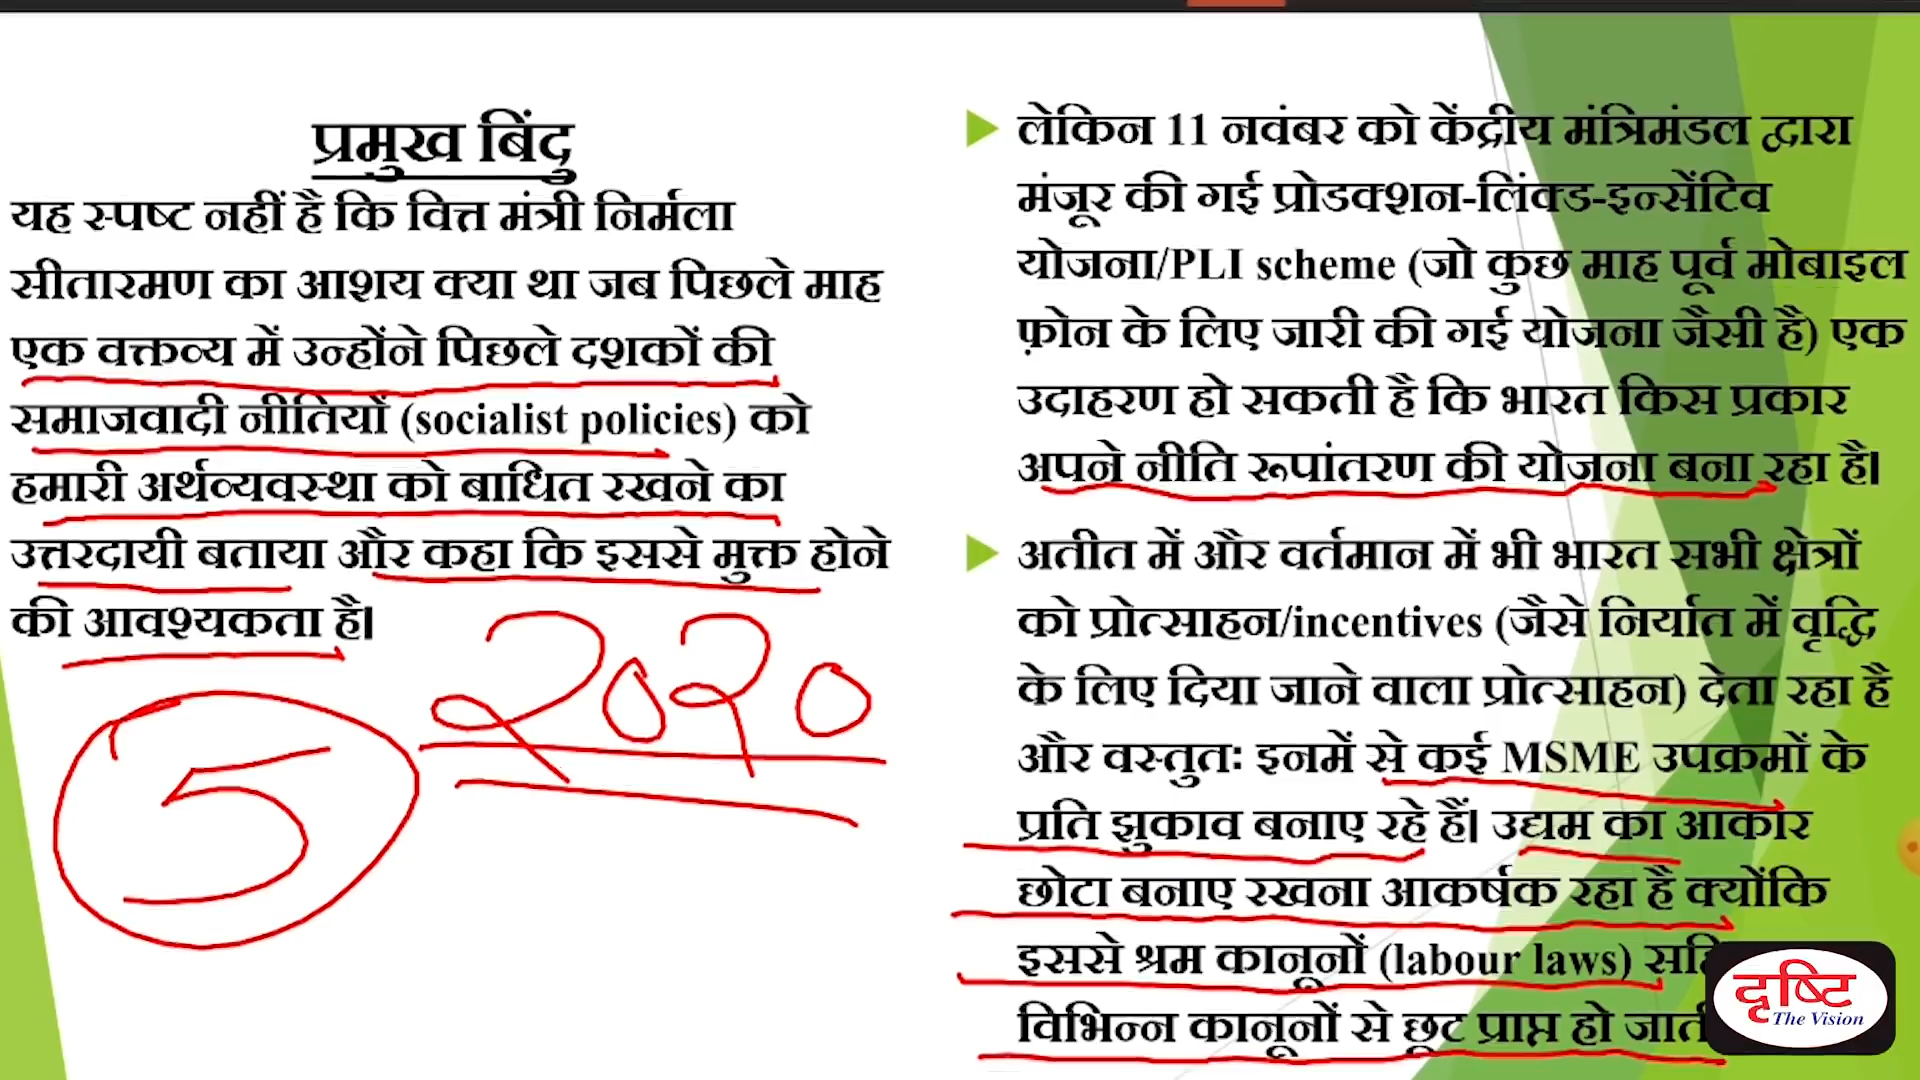 प्रमुख बिंदु
यह स्पष्ट नहीं है कि वित्त मंत्री निर्मला
सीतारमण का आशय क्या था जब पिछले माह
एक वक्तव्य में उन्होंने पिछले दशकों की
समाजवादी नीतियों (socialist policies) को
हमारी अर्थव्यवस्था को बाधित रखने का
उत्तरदायी बताया और कहा कि इससे मुक्त होने
की आवश्यकता है।
2020
5
लेकिन 11 नवंबर को केंद्रीय मंत्रिमंडल द्वारा
मंजूर की गई प्रोडक्शन-लिंक्ड-इन्सेंटिव
योजना/PLI scheme (जो कुछ माह पूर्व मोबाइल
फ़ोन के लिए जारी की गई योजना जैसी है) एक
उदाहरण हो सकती है कि भारत किस प्रकार
अपने नीति रूपांतरण की योजना बना रहा है।
अतीत में और वर्तमान में भी भारत सभी क्षेत्रों
को प्रोत्साहन/incentives (जैसे निर्यात में वृद्धि
के लिए दिया जाने वाला प्रोत्साहन) देता रहा है
और वस्तुतः इनमें से कई MSME उपक्रमों के
प्रति झुकाव बनाए रहे हैं। उद्यम का आकार
छोटा बनाए रखना आकर्षक रहा है क्योंकि
इससे श्रम कानूनों (labour laws)
विभिन्न कानूनों से छूट प्राप्त हो
दृष्टि
The Vision